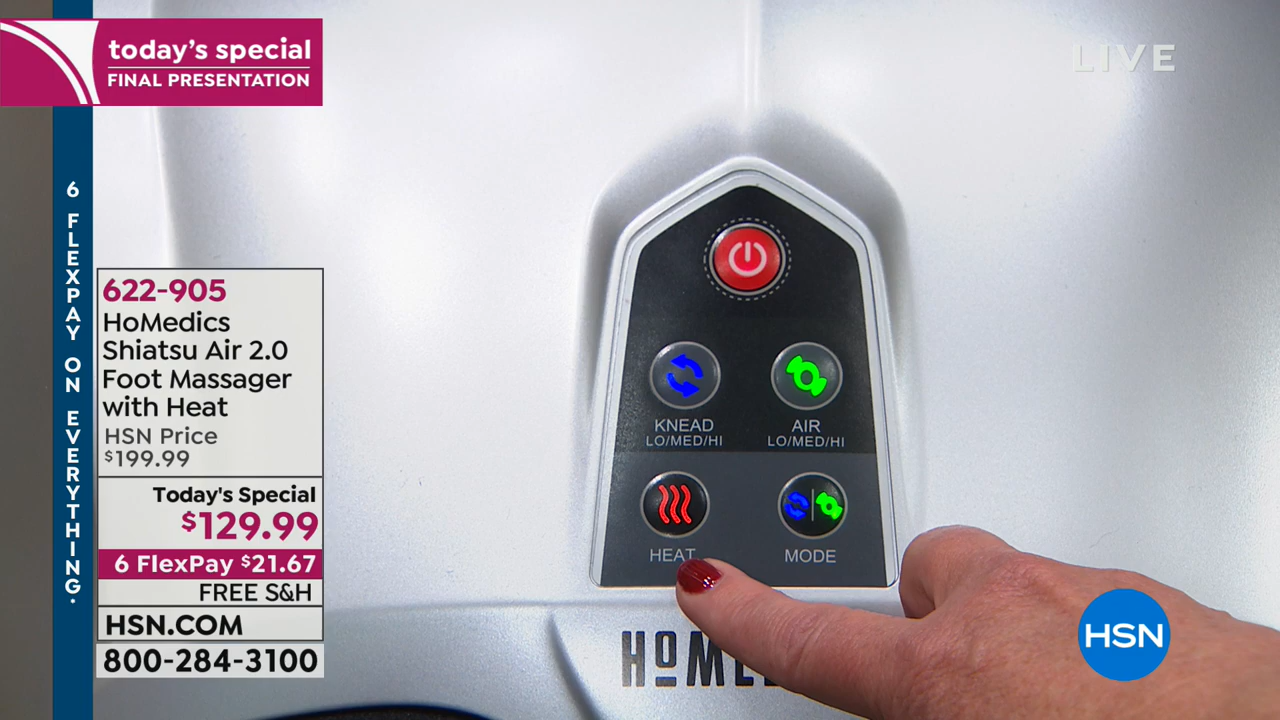 today's special
FINAL PRESENTATION
LIVE
6 FLEXPAY ON EVERYTHING.
622-905
HoMedics
Shiatsu Air 2.0
Foot Massager
with Heat
HSN Price
$199.99
Today's Special
$129.99
6 FlexPay $21.67
FREE S&H
HSN.COM
800-284-3100
KNEAD
LO/MED/HI
AIR
LO/MED/HI
HEAT
MODE
HSN